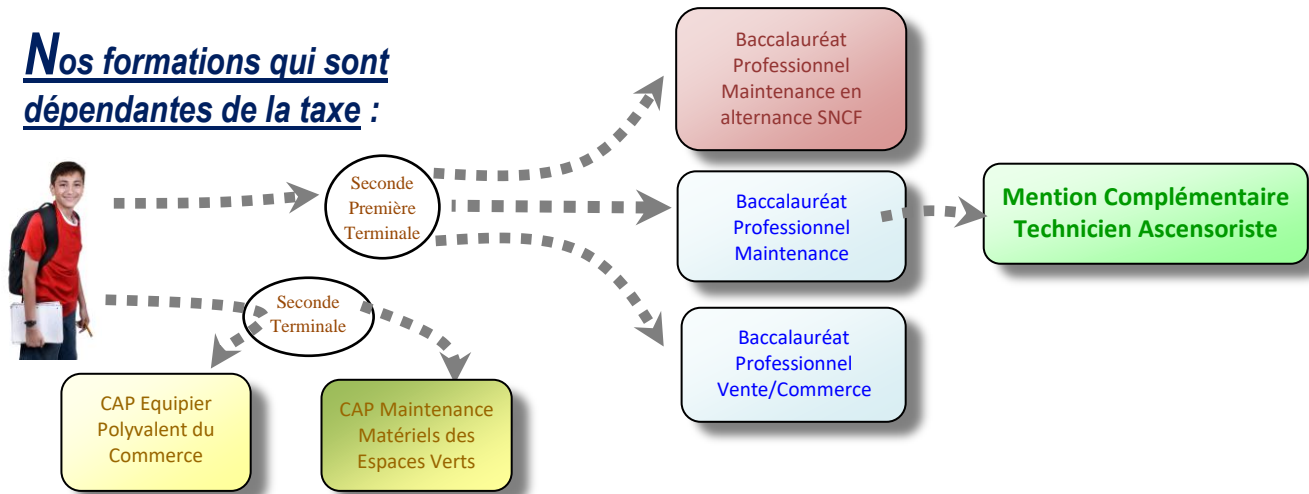 Nos formations qui sont
dépendantes de la taxe :
Baccalauréat
Professionnel
Maintenance en
alternance SNCF
Seconde
Première
Terminale
Baccalauréat
Professionnel
Maintenance
Mention Complémentaire
Technicien Ascensoriste
Seconde
Terminale
Baccalauréat
Professionnel
Vente/Commerce
CAP Equipier
Polyvalent du
Commerce
CAP Maintenance
Matériels des
Espaces Verts